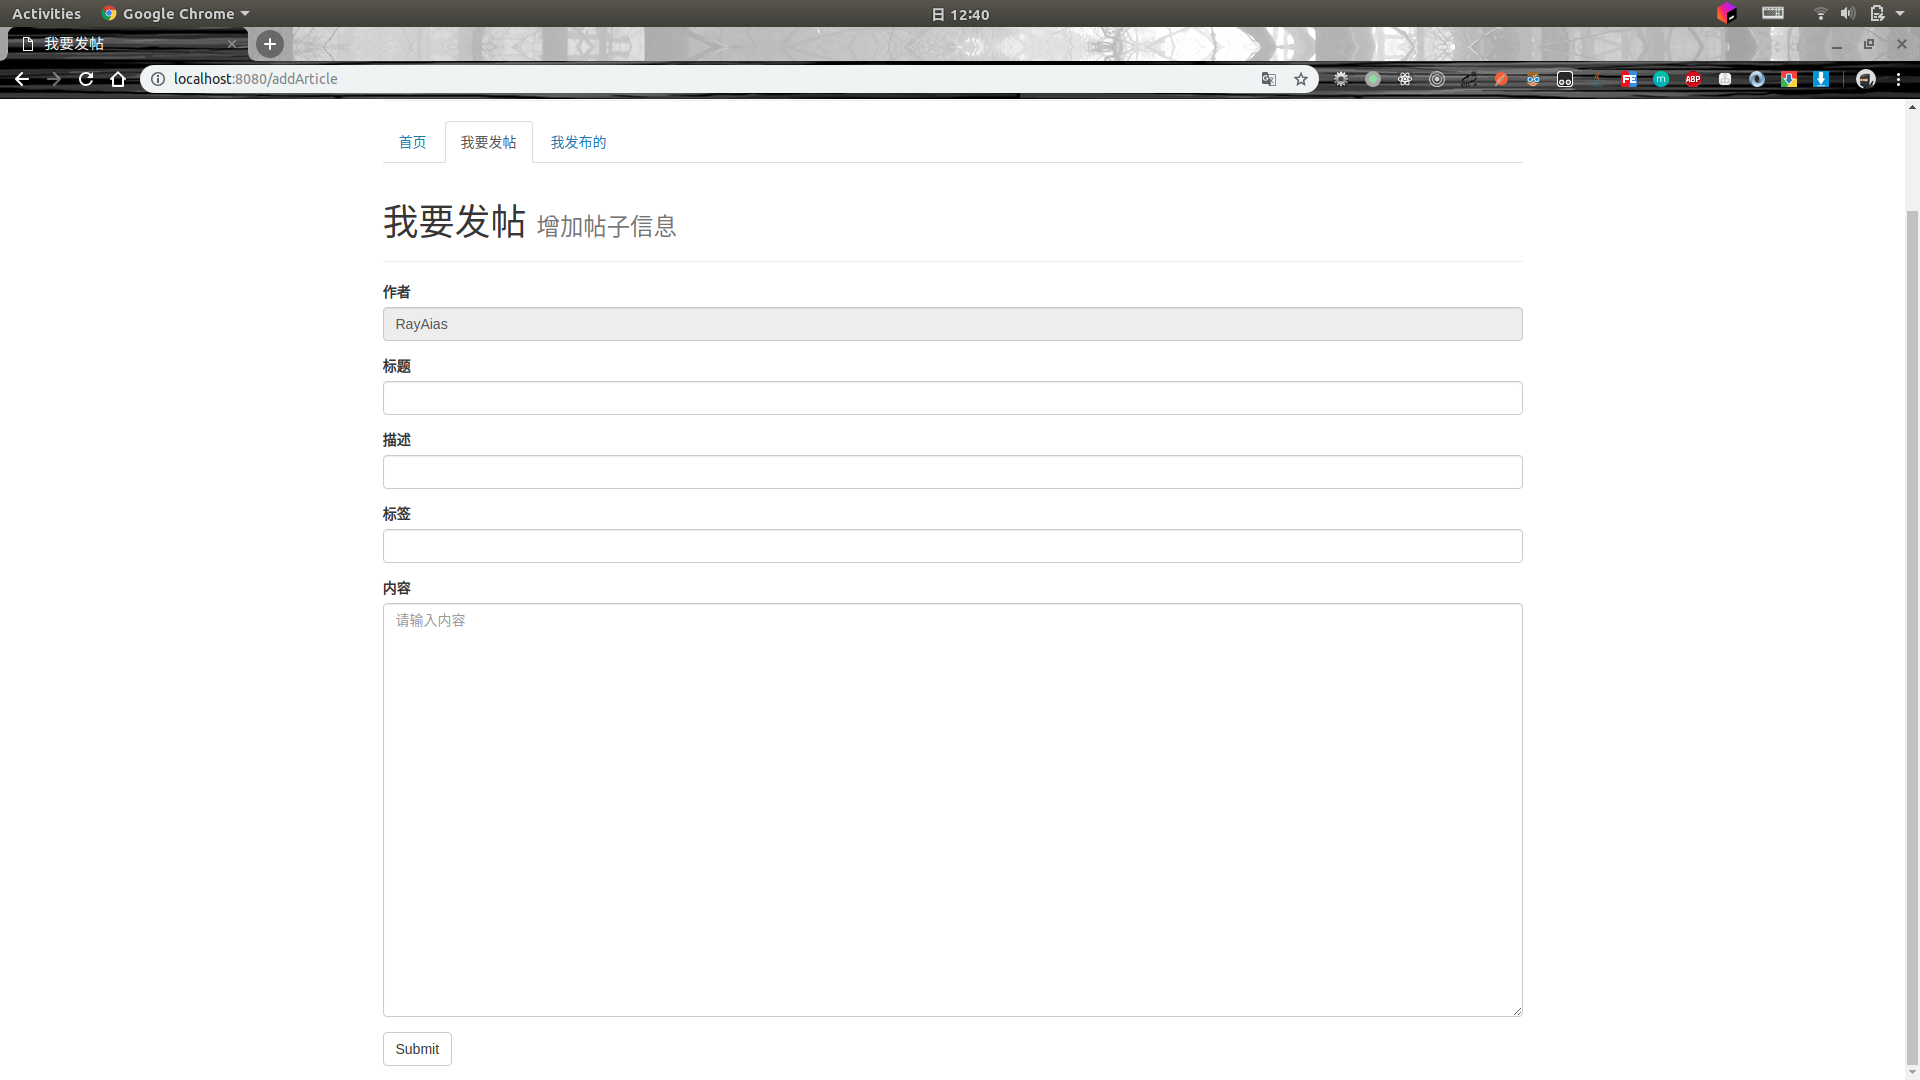 Activities Google Chrome 日 12:40
我要发帖
localhost:8080/addArticle
首页 我要发帖 我发布的
我要发帖 增加帖子信息
作者
RayAias
标题
描述
标签
内容
请输入内容
Submit